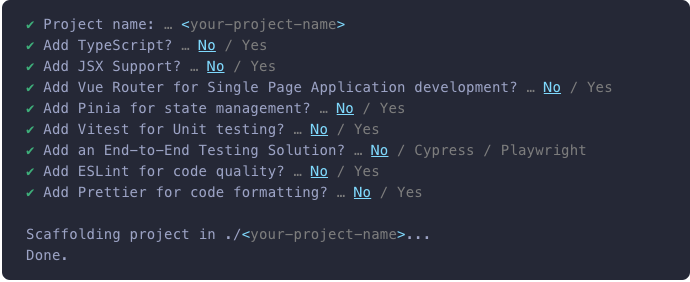 ✔ Project name: … <your-project-name>
✔ Add TypeScript? … No / Yes
✔ Add JSX Support? … No / Yes
✔ Add Vue Router for Single Page Application development? … No / Yes
✔ Add Pinia for state management? … No / Yes
✔ Add Vitest for Unit testing? … No / Yes
✔ Add an End-to-End Testing Solution? … No / Cypress / Playwright
✔ Add ESLint for code quality? … No / Yes
✔ Add Prettier for code formatting? … No / Yes
Scaffolding project in ./<your-project-name>...
Done.